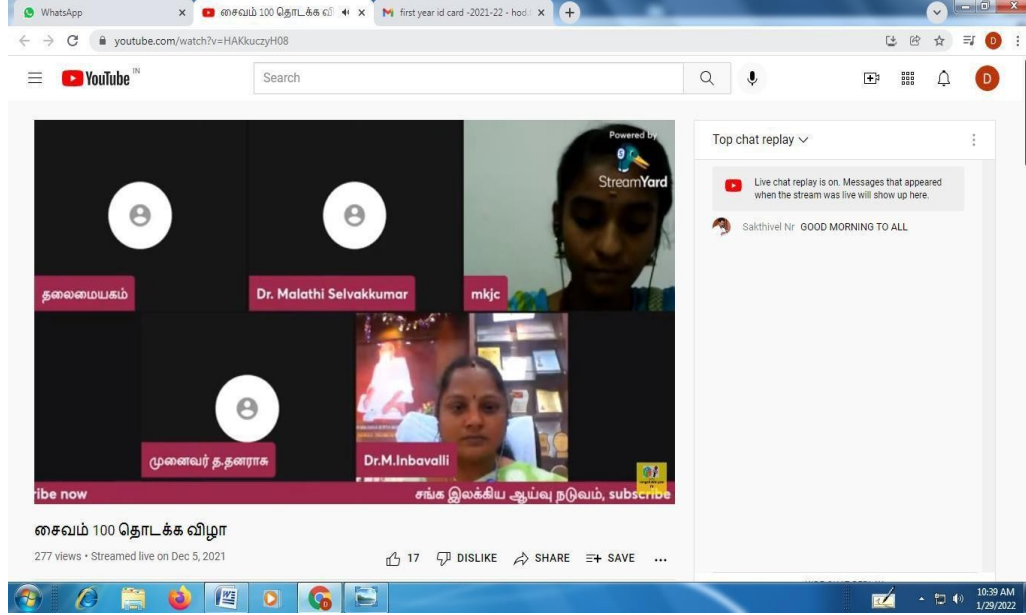 WhatsApp
சைவம் 100 தொடக்க வி
first year id card -2021-22 - hod.
youtube.com/watch?v=HAKkuczyH08
D
YouTube IN
Search
D
Powered by
StreamYard
தலைமையகம்
Dr. Malathi Selvakkumar
mkjc
முனைவர் த.தனராசு
Dr.M.Inbavalli
ribe now
சங்க இலக்கிய ஆய்வு நடுவம், subscribe
சைவம் 100 தொடக்க விழா
277 views • Streamed live on Dec 5, 2021
17 DISLIKE SHARE SAVE ...
Top chat replay
Live chat replay is on. Messages that appeared
when the stream was live will show up here.
Sakthivel Nr GOOD MORNING TO ALL
10:39 AM
1/29/2022